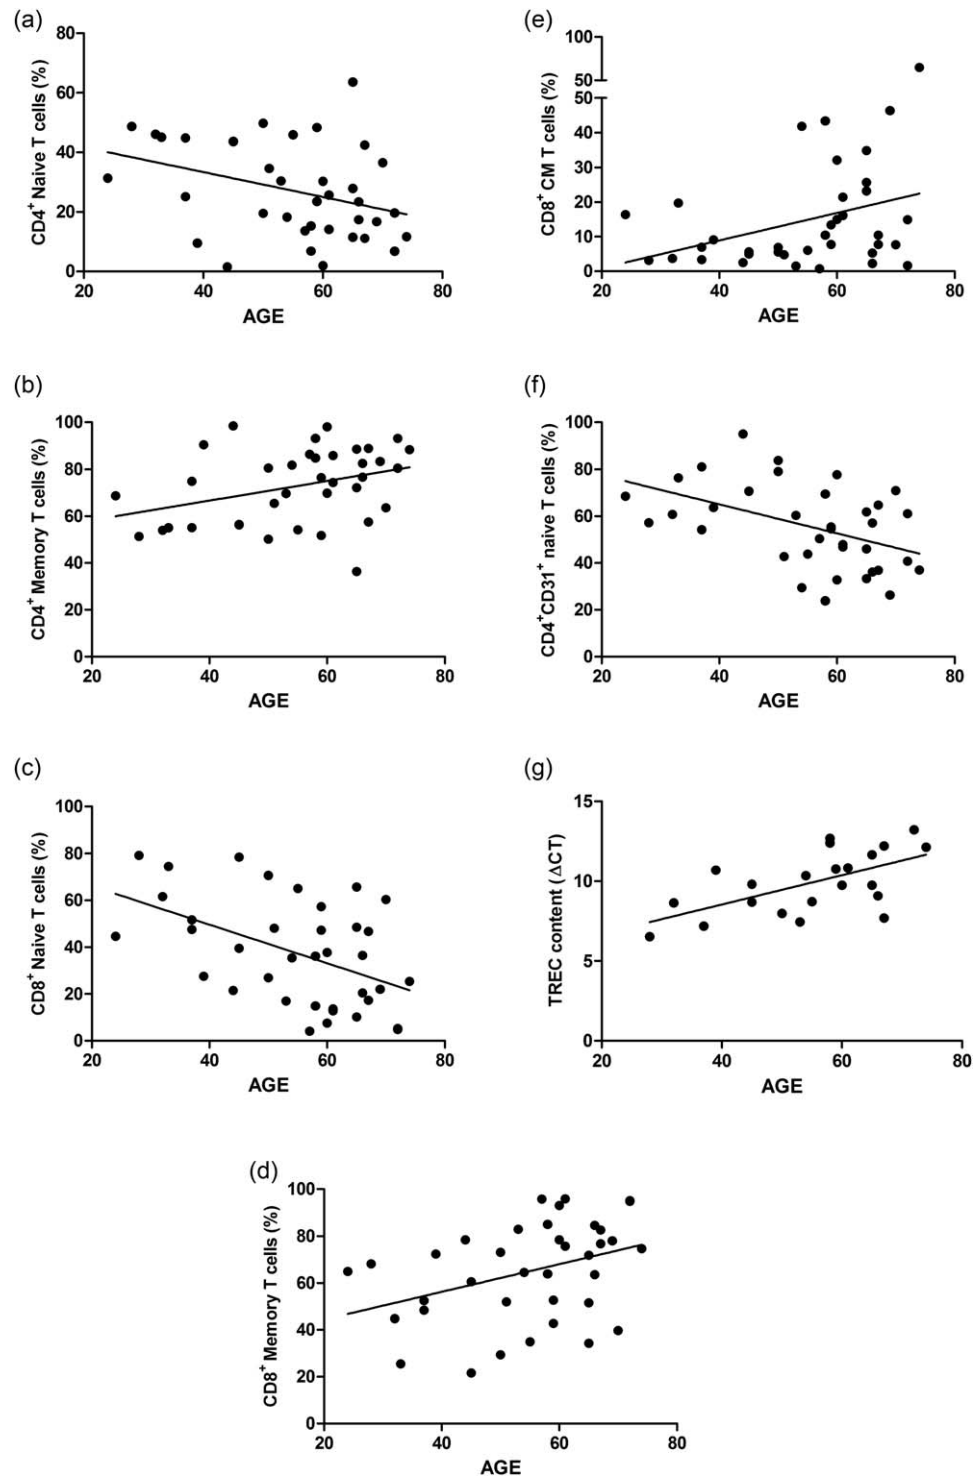 (a)
80
60
40
20
0
20 40 60 80
CD4+ Naive T cells (%)
AGE
(e)
100
50
50
40
30
20
10
0
20 40 60 80
CD8+ CM T cells (%)
AGE
(b)
100
80
60
40
20
0
20 40 60 80
CD4+ Memory T cells (%)
AGE
(f)
100
80
60
40
20
0
20 40 60 80
CD4+CD31+ naive T cells (%)
AGE
(c)
100
80
60
40
20
0
20 40 60 80
CD8+ Naive T cells (%)
AGE
(g)
15
10
5
0
20 40 60 80
TREC content (ΔCT)
AGE
(d)
100
80
60
40
20
0
20 40 60 80
CD8+ Memory T cells (%)
AGE